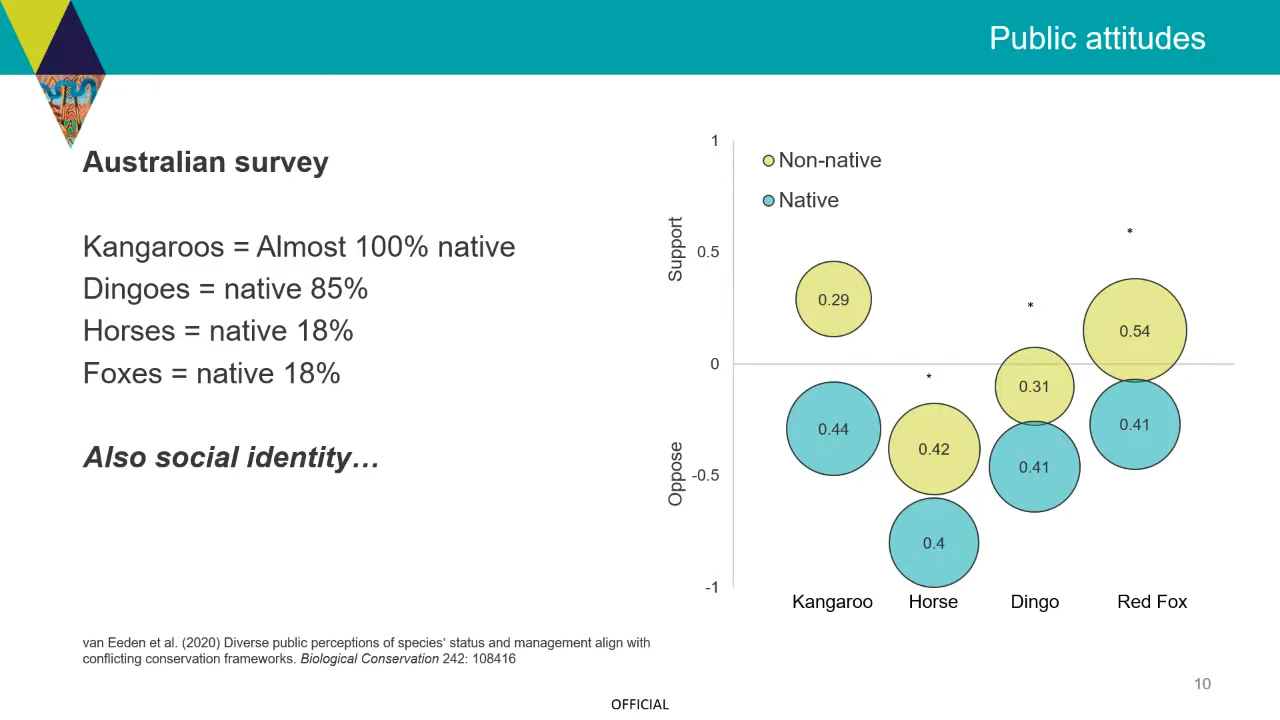 Public attitudes
Australian survey
Kangaroos = Almost 100% native
Dingoes = native 85%
Horses = native 18%
Foxes = native 18%
Also social identity…
1
0.5
0
-0.5
-1
Support
Oppose
Non-native
Native
*
*
*
0.29
0.54
0.31
0.44
0.42
0.41
0.41
0.4
Kangaroo
Horse
Dingo
Red Fox
van Eeden et al. (2020) Diverse public perceptions of species' status and management align with
conflicting conservation frameworks. Biological Conservation 242: 108416
10
OFFICIAL